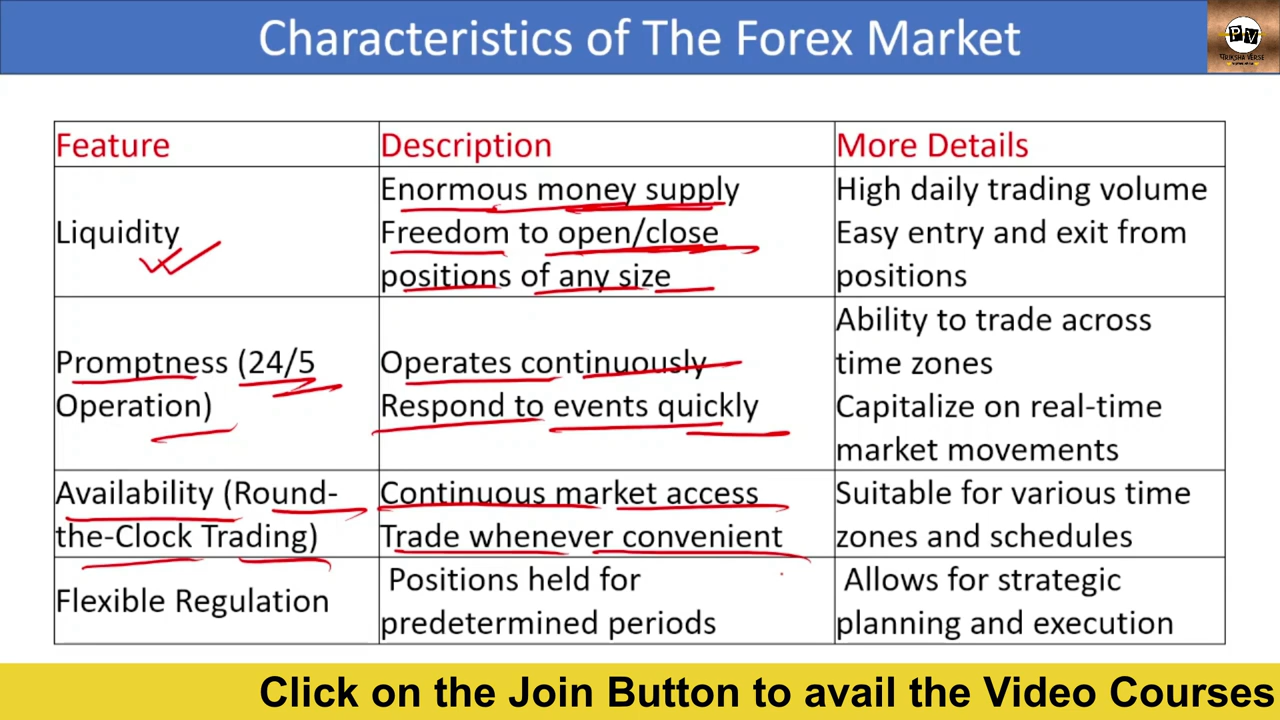 Characteristics of The Forex Market
PV
परIKSHA VERSE
Feature
Description
More Details
Liquidity
Enormous money supply
Freedom to open/close
positions of any size
High daily trading volume
Easy entry and exit from
positions
Promptness (24/5
Operation)
Operates continuously
Respond to events quickly
Ability to trade across
time zones
Capitalize on real-time
market movements
Availability (Round-
the-Clock Trading)
Continuous market access
Trade whenever convenient
Suitable for various time
zones and schedules
Flexible Regulation
Positions held for
predetermined periods
Allows for strategic
planning and execution
Click on the Join Button to avail the Video Courses